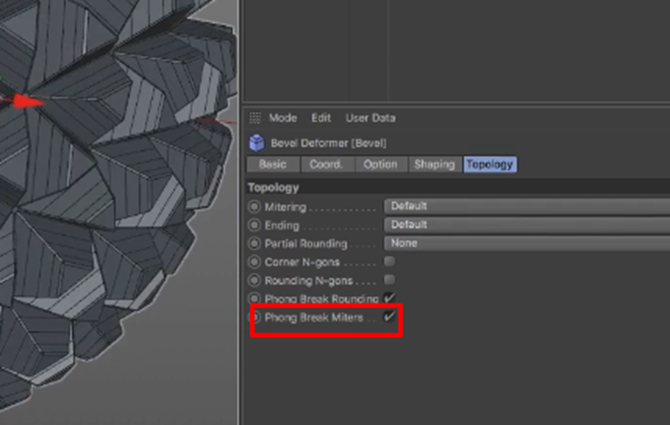 Mode Edit User Data
Bevel Deformer [Bevel]
Basic Coord. Option Shaping Topology
Topology
Mitering . . . . . . . . . . . Default
Ending . . . . . . . . . . . . Default
Partial Rounding . . . . . None
Corner N-gons . . . . . .
Rounding N-gons . . . .
Phong Break Rounding
Phong Break Miters . .